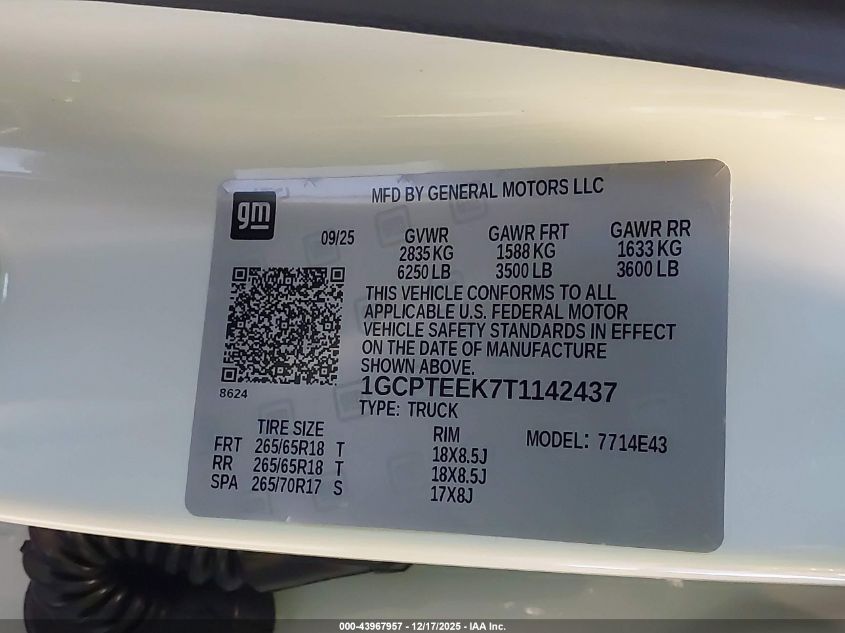 gm
MFD BY GENERAL MOTORS LLC
09/25
GVWR GAWR FRT GAWR RR
2835 KG 1588 KG 1633 KG
6250 LB 3500 LB 3600 LB
THIS VEHICLE CONFORMS TO ALL
APPLICABLE U.S. FEDERAL MOTOR
VEHICLE SAFETY STANDARDS IN EFFECT
ON THE DATE OF MANUFACTURE
SHOWN ABOVE.
8624
1GCPTEEK7T1142437
TYPE: TRUCK
TIRE SIZE RIM MODEL: 7714E43
FRT 265/65R18 T 18X8.5J
RR 265/65R18 T 18X8.5J
SPA 265/70R17 S 17X8J
000-43967957 - 12/17/2025 - IAA Inc.